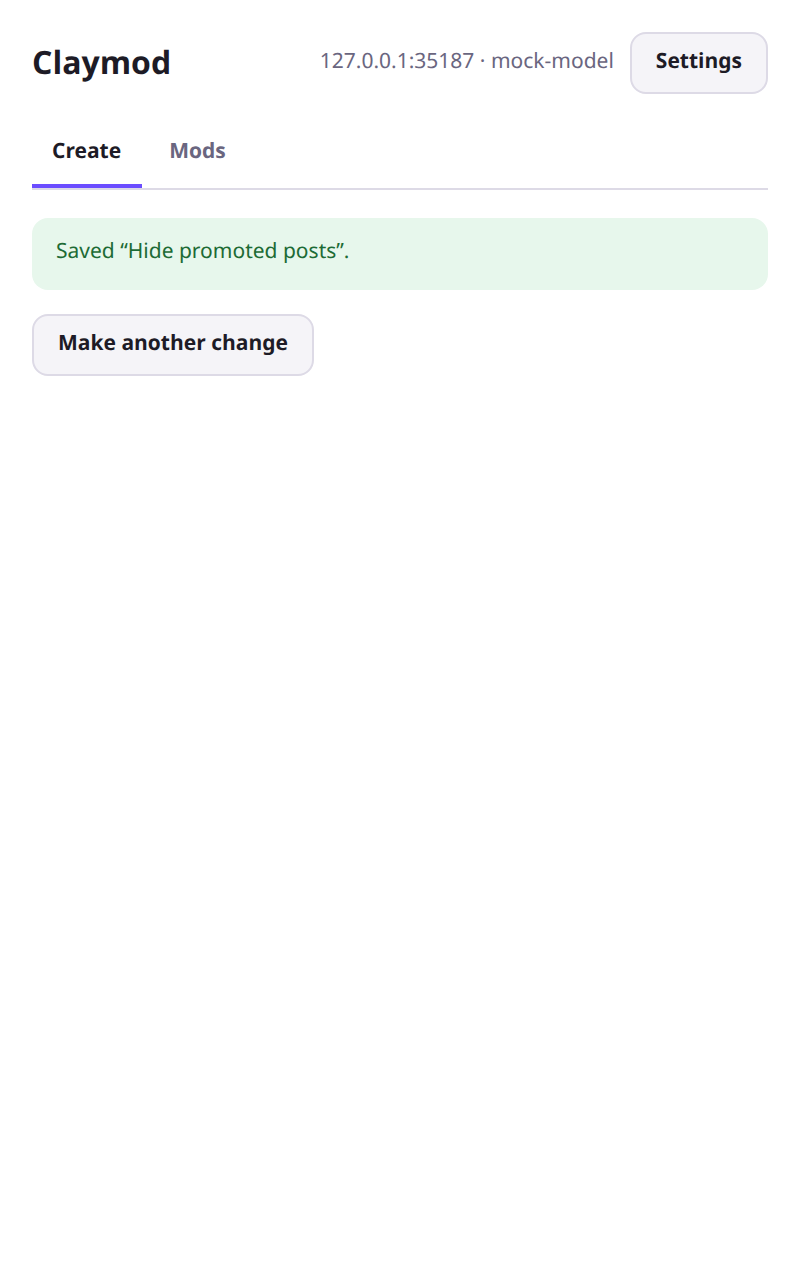 Claymod
127.0.0.1:35187 · mock-model
Settings
Create
Mods
Saved “Hide promoted posts”.
Make another change